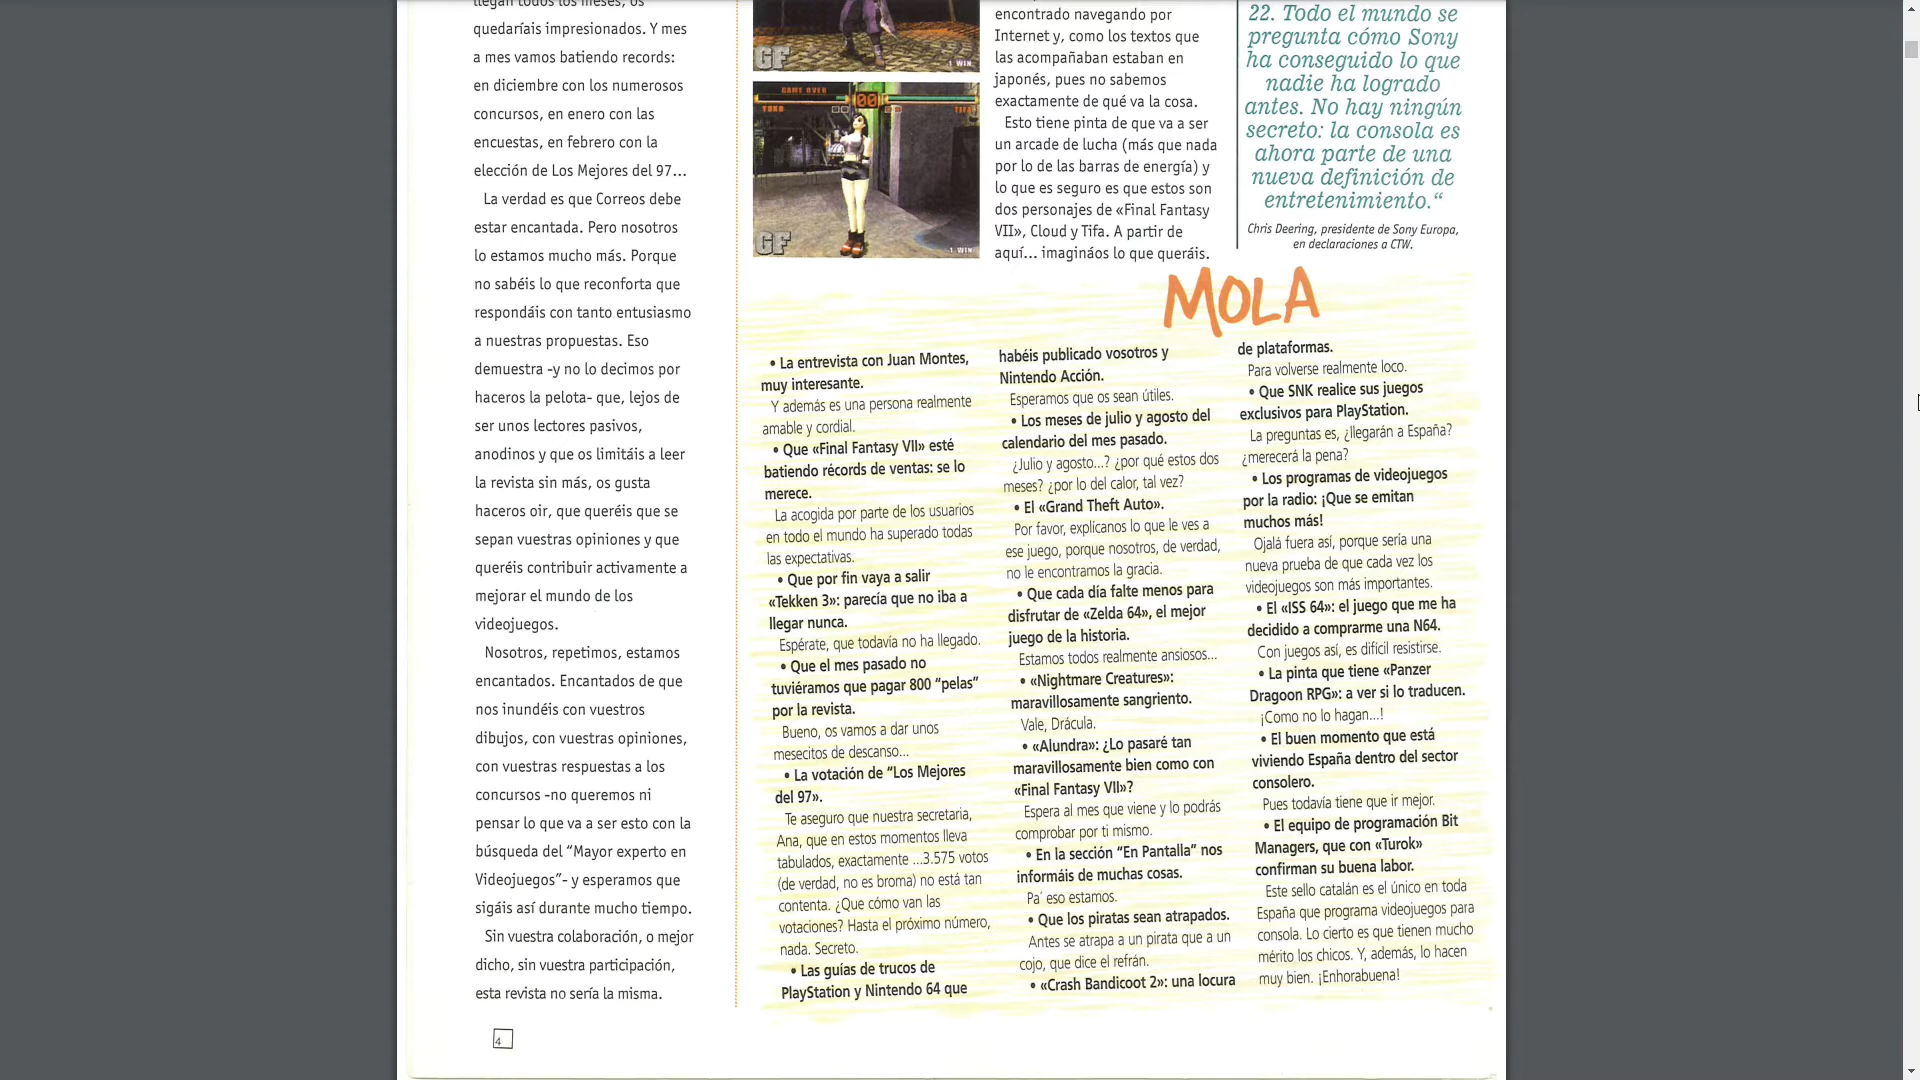 llegan todos los meses, os
quedaríais impresionados. Y mes
a mes vamos batiendo records:
en diciembre con los numerosos
concursos, en enero con las
encuestas, en febrero con la
elección de Los Mejores del 97...
La verdad es que Correos debe
estar encantada. Pero nosotros
lo estamos mucho más. Porque
no sabéis lo que reconforta que
respondáis con tanto entusiasmo
a nuestras propuestas. Eso
demuestra -y no lo decimos por
haceros la pelota- que, lejos de
ser unos lectores pasivos,
anodinos y que os limitáis a leer
la revista sin más, os gusta
haceros oir, que queréis que se
sepan vuestras opiniones y que
queréis contribuir activamente a
mejorar el mundo de los
videojuegos.
Nosotros, repetimos, estamos
encantados. Encantados de que
nos inundéis con vuestros
dibujos, con vuestras opiniones,
con vuestras respuestas a los
concursos -no queremos ni
pensar lo que va a ser esto con la
búsqueda del "Mayor experto en
Videojuegos"- y esperamos que
sigáis así durante mucho tiempo.
Sin vuestra colaboración, o mejor
dicho, sin vuestra participación,
esta revista no sería la misma.
4
GF
1 WIN
GAME OVER
00
GF
1 WIN
encontrado navegando por
Internet y, como los textos que
las acompañaban estaban en
japonés, pues no sabemos
exactamente de qué va la cosa.
Esto tiene pinta de que va a ser
un arcade de lucha (más que nada
por lo de las barras de energía) y
lo que es seguro es que estos son
dos personajes de «Final Fantasy
VII», Cloud y Tifa. A partir de
aquí... imagináos lo que queráis.
22. Todo el mundo se
pregunta cómo Sony
ha conseguido lo que
nadie ha logrado
antes. No hay ningún
secreto: la consola es
ahora parte de una
nueva definición de
entretenimiento.“
Chris Deering, presidente de Sony Europa,
en declaraciones a CTW.
MOLA
• La entrevista con Juan Montes,
muy interesante.
Y además es una persona realmente
amable y cordial.
• Que «Final Fantasy VII» esté
batiendo récords de ventas: se lo
merece.
La acogida por parte de los usuarios
en todo el mundo ha superado todas
las expectativas.
• Que por fin vaya a salir
«Tekken 3»: parecía que no iba a
llegar nunca.
Espérate, que todavía no ha llegado.
• Que el mes pasado no
tuviéramos que pagar 800 "pelas"
por la revista.
Bueno, os vamos a dar unos
mesecitos de descanso...
• La votación de "Los Mejores
del 97».
Te aseguro que nuestra secretaria,
Ana, que en estos momentos lleva
tabulados, exactamente ...3.575 votos
(de verdad, no es broma) no está tan
contenta. ¿Que cómo van las
votaciones? Hasta el próximo número,
nada. Secreto.
• Las guías de trucos de
PlayStation y Nintendo 64 que
habéis publicado vosotros y
Nintendo Acción.
Esperamos que os sean útiles.
• Los meses de julio y agosto del
calendario del mes pasado.
¿Julio y agosto...? ¿por qué estos dos
meses? ¿por lo del calor, tal vez?
• El «Grand Theft Auto».
Por favor, explícanos lo que le ves a
ese juego, porque nosotros, de verdad,
no le encontramos la gracia.
• Que cada día falte menos para
disfrutar de «Zelda 64», el mejor
juego de la historia.
Estamos todos realmente ansiosos...
• «Nightmare Creatures»:
maravillosamente sangriento.
Vale, Drácula.
• «Alundra»: ¿Lo pasaré tan
maravillosamente bien como con
«Final Fantasy VII»?
Espera al mes que viene y lo podrás
comprobar por ti mismo.
• En la sección "En Pantalla" nos
informáis de muchas cosas.
Pa´ eso estamos.
• Que los piratas sean atrapados.
Antes se atrapa a un pirata que a un
cojo, que dice el refrán.
• «Crash Bandicoot 2»: una locura
de plataformas.
Para volverse realmente loco.
• Que SNK realice sus juegos
exclusivos para PlayStation.
La preguntas es, ¿llegarán a España?
¿merecerá la pena?
• Los programas de videojuegos
por la radio: ¡Que se emitan
muchos más!
Ojalá fuera así, porque sería una
nueva prueba de que cada vez los
videojuegos son más importantes.
• El «ISS 64»: el juego que me ha
decidido a comprarme una N64.
Con juegos así, es difícil resistirse.
• La pinta que tiene «Panzer
Dragoon RPG»: a ver si lo traducen.
¡Como no lo hagan...!
• El buen momento que está
viviendo España dentro del sector
consolero.
Pues todavía tiene que ir mejor.
• El equipo de programación Bit
Managers, que con «Turok»
confirman su buena labor.
Este sello catalán es el único en toda
España que programa videojuegos para
consola. Lo cierto es que tienen mucho
mérito los chicos. Y, además, lo hacen
muy bien. ¡Enhorabuena!